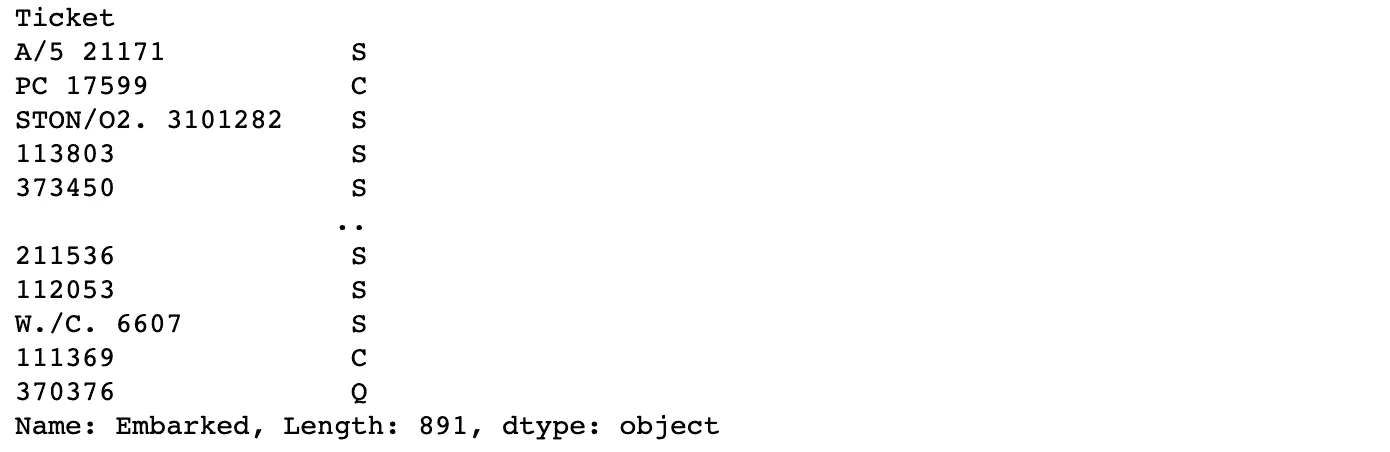 Ticket
A/5 21171 S
PC 17599 C
STON/O2. 3101282 S
113803 S
373450 S
..
211536 S
112053 S
W./C. 6607 S
111369 C
370376 Q
Name: Embarked, Length: 891, dtype: object